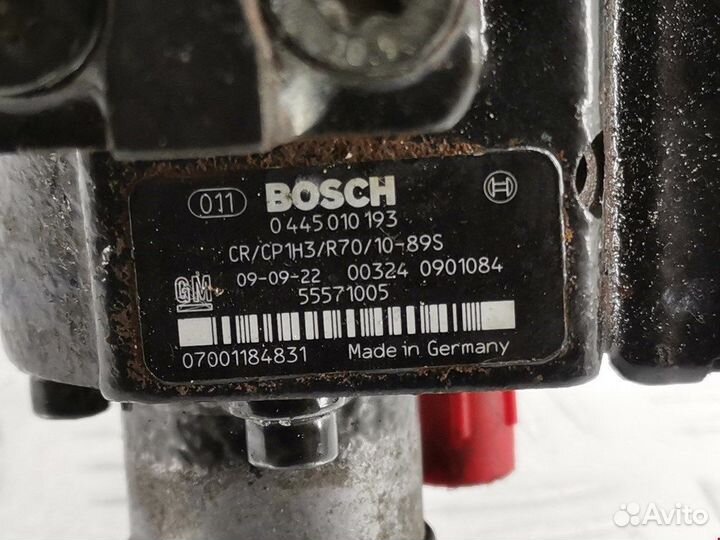 011 BOSCH
0 445 010 193
CR/CP1H3/R70/10-89S
GM 09-09-22 00324 0901084
55571005
07001184831 Made in Germany
Avito